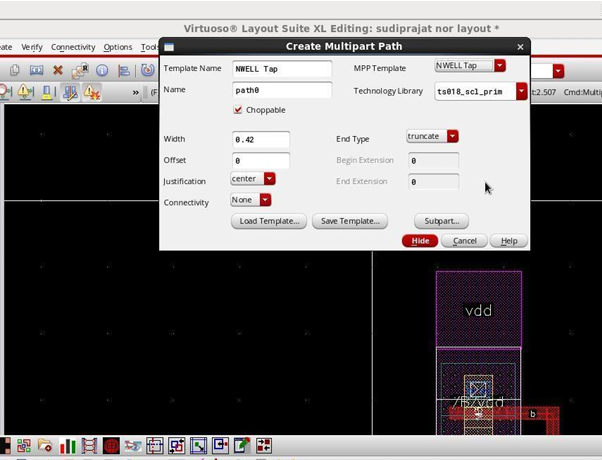 Virtuoso® Layout Suite XL Editing: sudiprajat nor layout *
eate Verify Connectivity Options Tools
Create Multipart Path
Template Name NWELL Tap MPP Template NWELL Tap
Name path0 Technology Library ts018_scl_prim
Choppable
t:2.507 Cmd:Multip
» (F
Width 0.42 End Type truncate
Offset 0 Begin Extension 0
Justification center End Extension 0
Connectivity None
Load Template... Save Template... Subpart...
Hide Cancel Help
vdd
/B/vdd
b